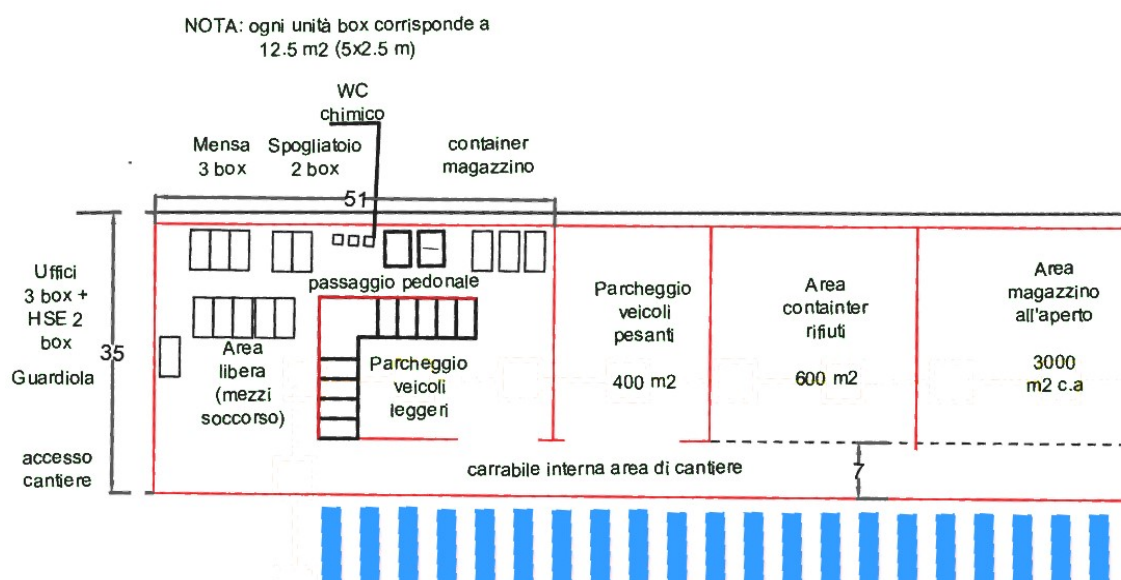 NOTA: ogni unità box corrisponde a
12.5 m2 (5x2.5 m)
WC
chimico
Mensa
3 box
Spogliatoio
2 box
container
magazzino
51
Uffici
3 box +
HSE 2
box
35
Guardiola
accesso
cantiere
passaggio pedonale
Area
libera
(mezzi
soccorso)
Parcheggio
veicoli
leggeri
Parcheggio
veicoli
pesanti
400 m2
Area
containter
rifiuti
600 m2
Area
magazzino
all'aperto
3000
m2 c.a
carrabile interna area di cantiere
7